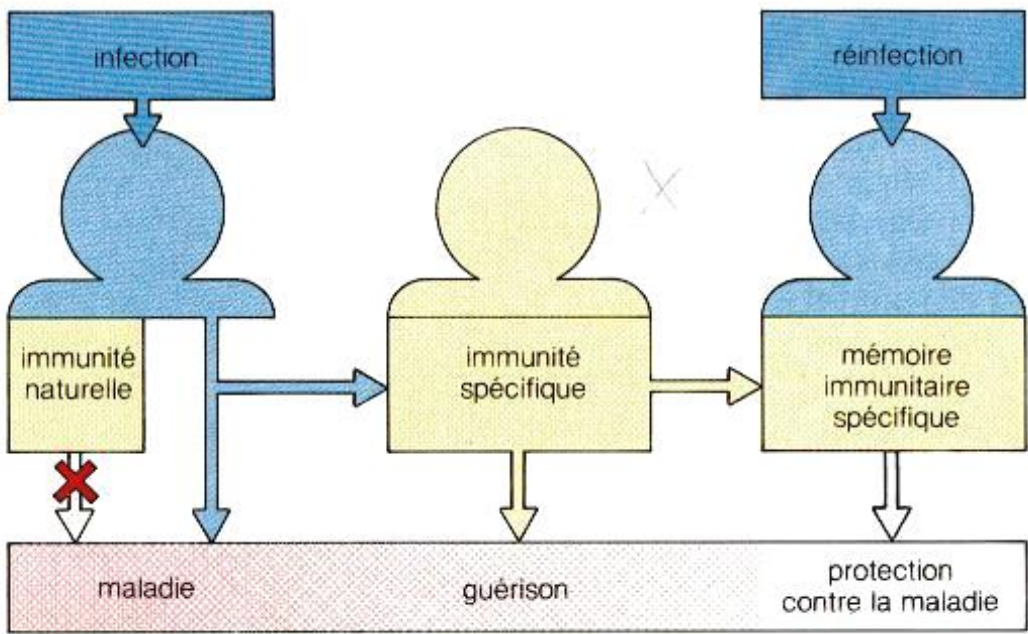 infection
réinfection
immunité
naturelle
immunité
spécifique
mémoire
immunitaire
spécifique
maladie
guérison
protection
contre la maladie